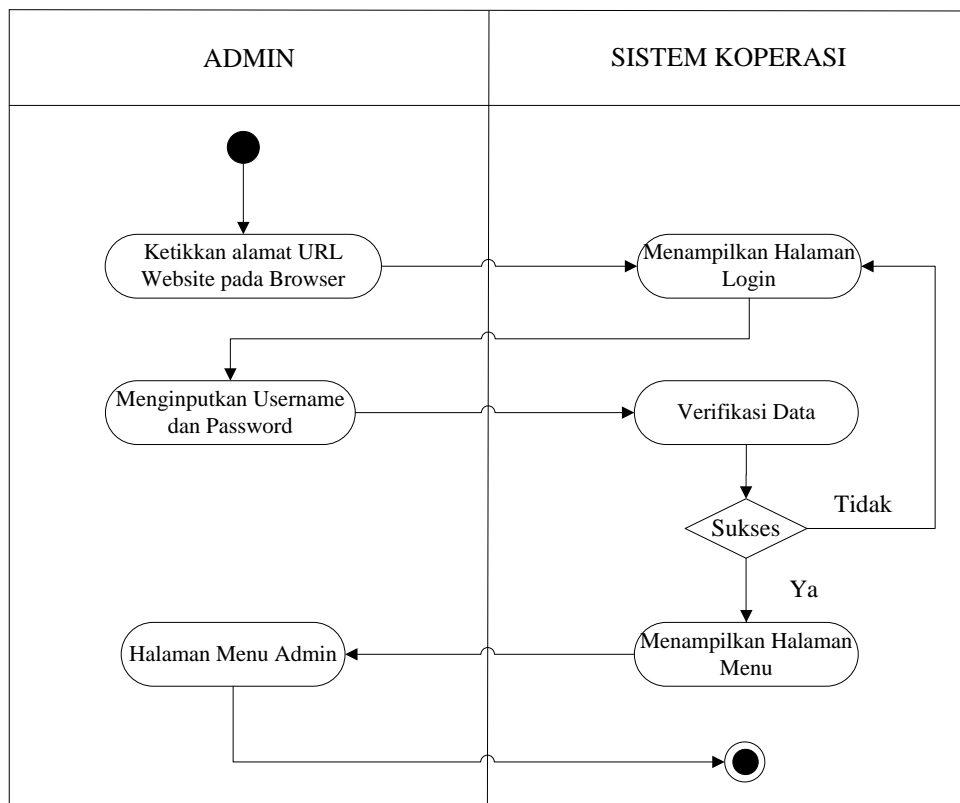 ADMIN
SISTEM KOPERASI
Ketikkan alamat URL
Website pada Browser
Menampilkan Halaman
Login
Menginputkan Username
dan Password
Verifikasi Data
Sukses
Tidak
Ya
Halaman Menu Admin
Menampilkan Halaman
Menu